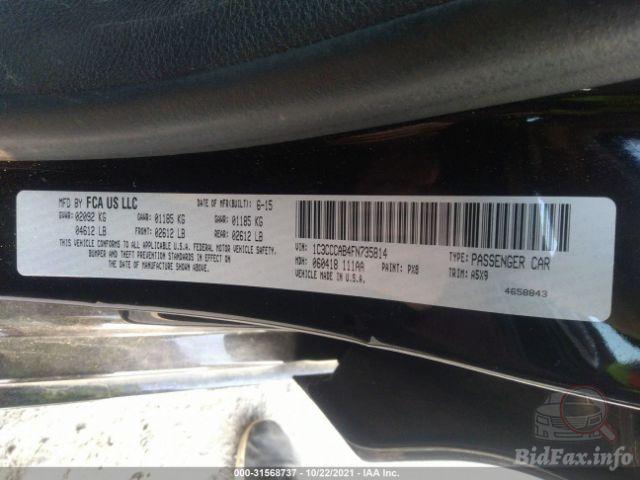 MFD BY FCA US LLC DATE OF MFR(BUILT): 6-15
GVWR: 02092 KG GAWR 01185 KG GAWR 01185 KG
04612 LB FRONT: 02612 LB REAR: 02612 LB
THIS VEHICLE CONFORMS TO ALL APPLICABLE U.S.A. FEDERAL MOTOR VEHICLE SAFETY,
BUMPER AND THEFT PREVENTION STANDARDS IN EFFECT ON
THE DATE OF MANUFACTURE SHOWN ABOVE.
VIN: 1C3CCCAB4FN735814 TYPE: PASSENGER CAR
MDH: 060418 111AA PAINT: PX8 TRIM: A5X9
VEHICLE MADE IN U.S.A.
4658843
BidFax.info
000-31568737 - 10/22/2021 - IAA Inc.